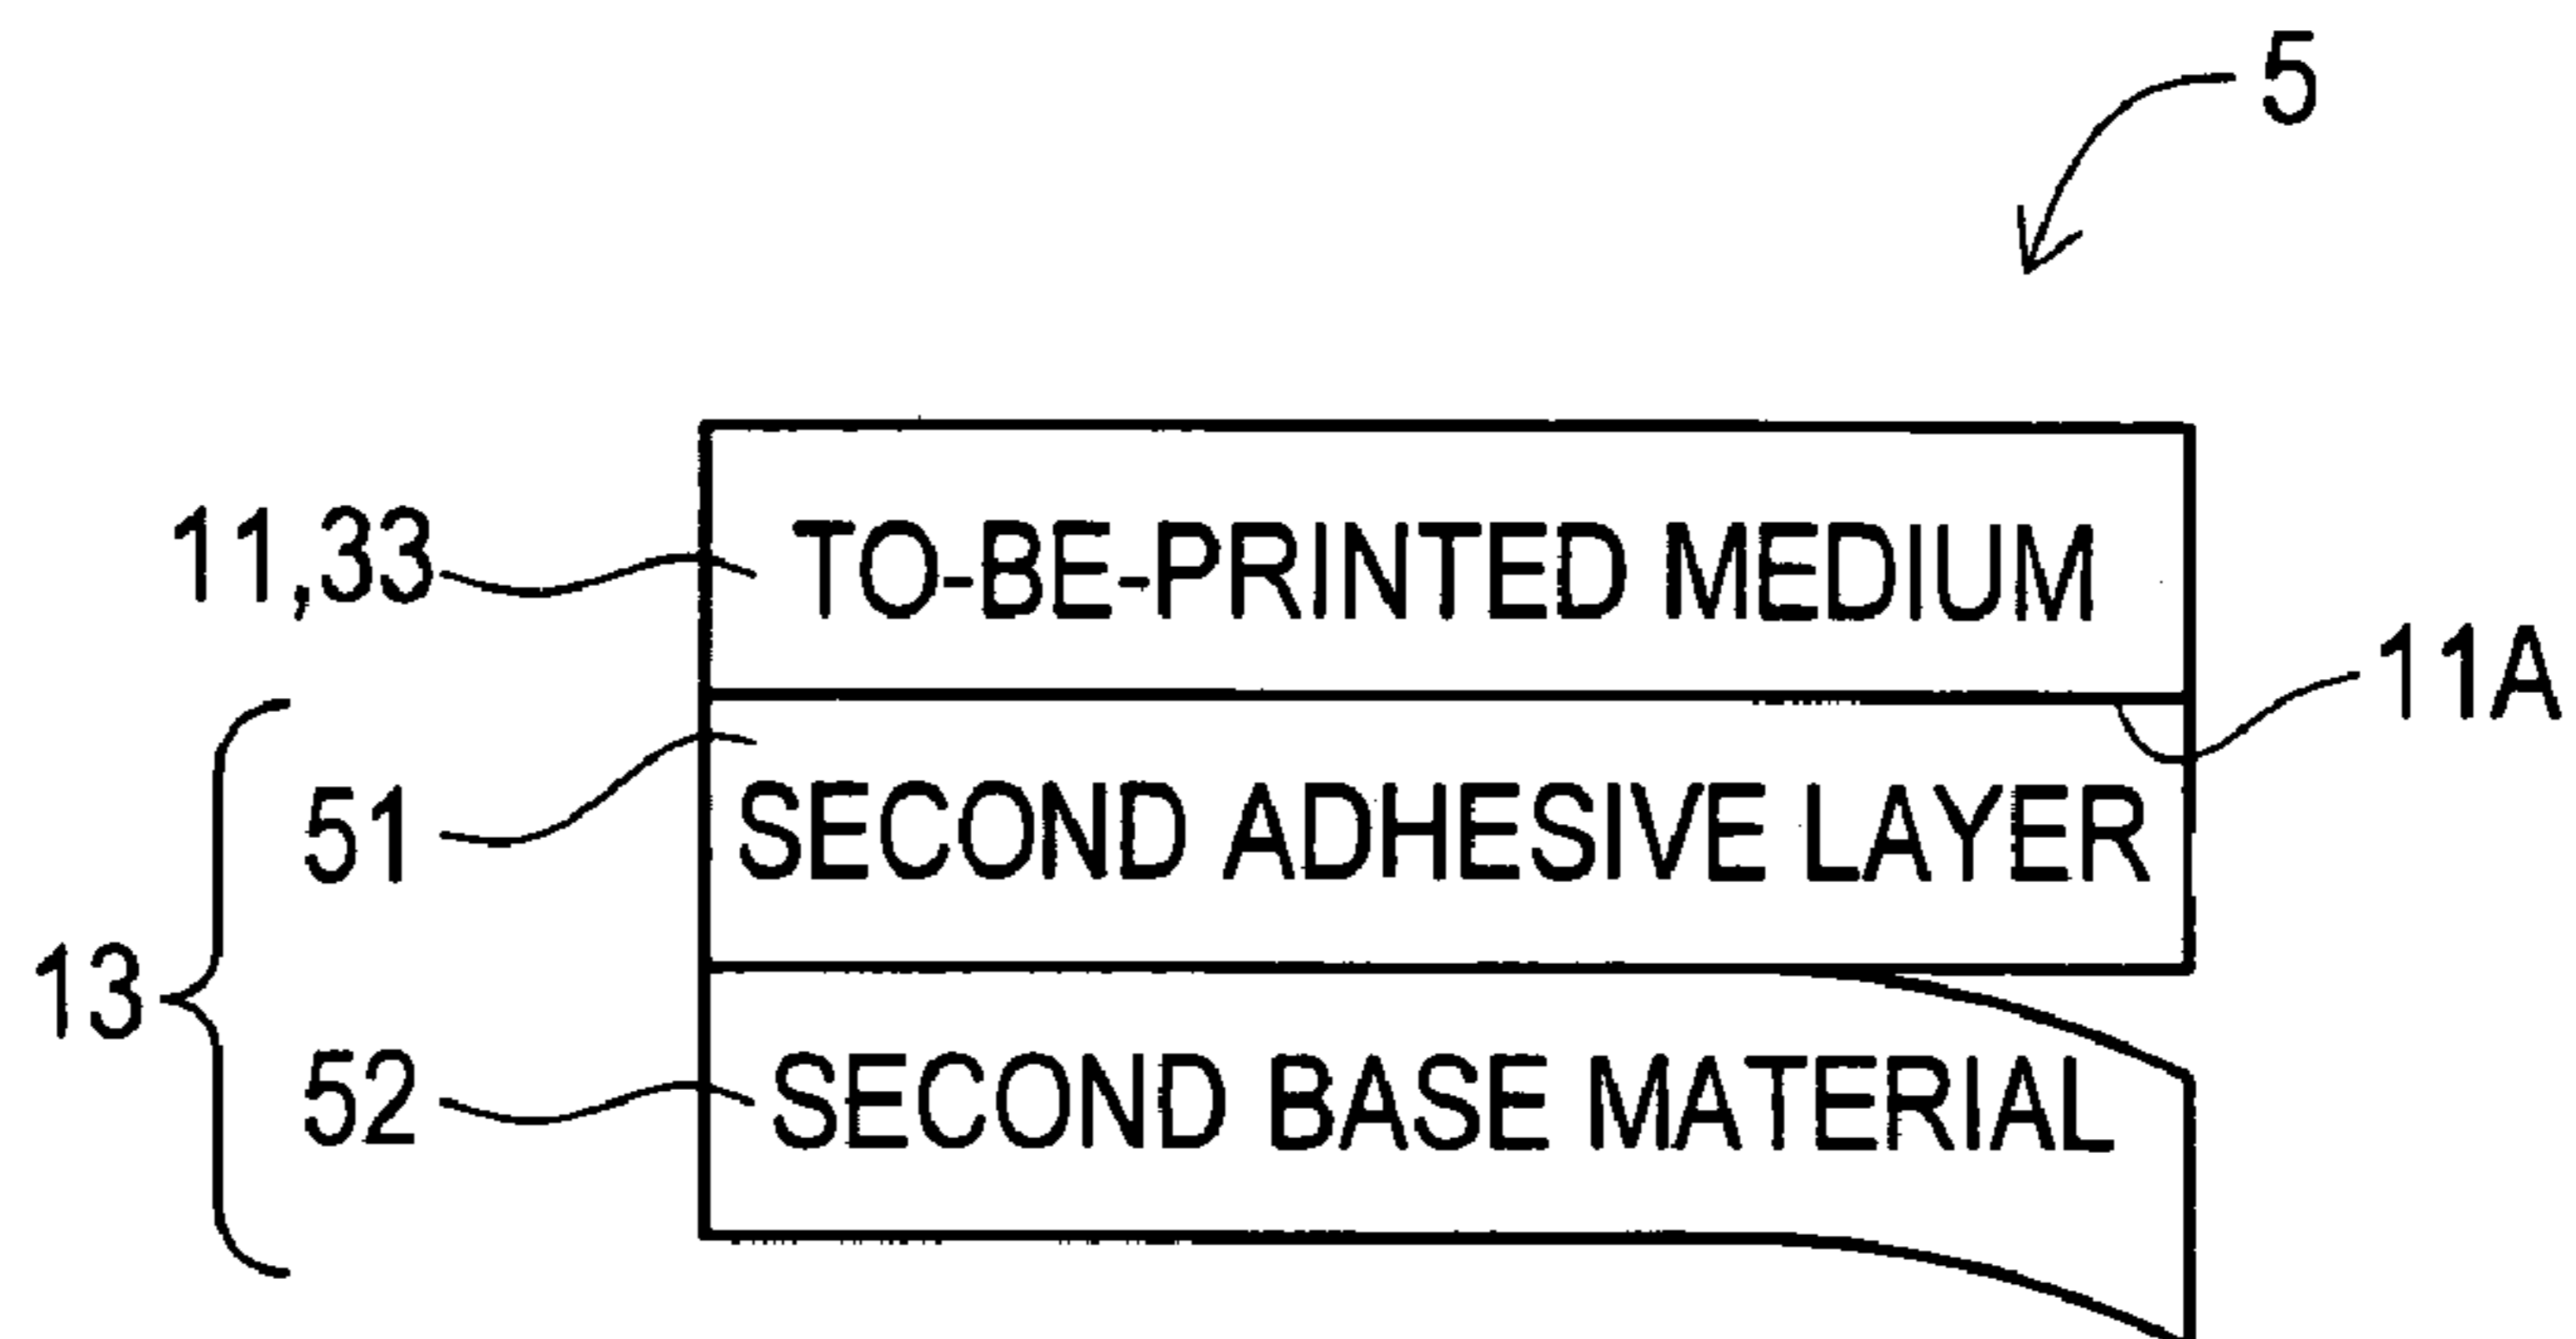 5
11,33
TO-BE-PRINTED MEDIUM
11A
51
SECOND ADHESIVE LAYER
13
52
SECOND BASE MATERIAL